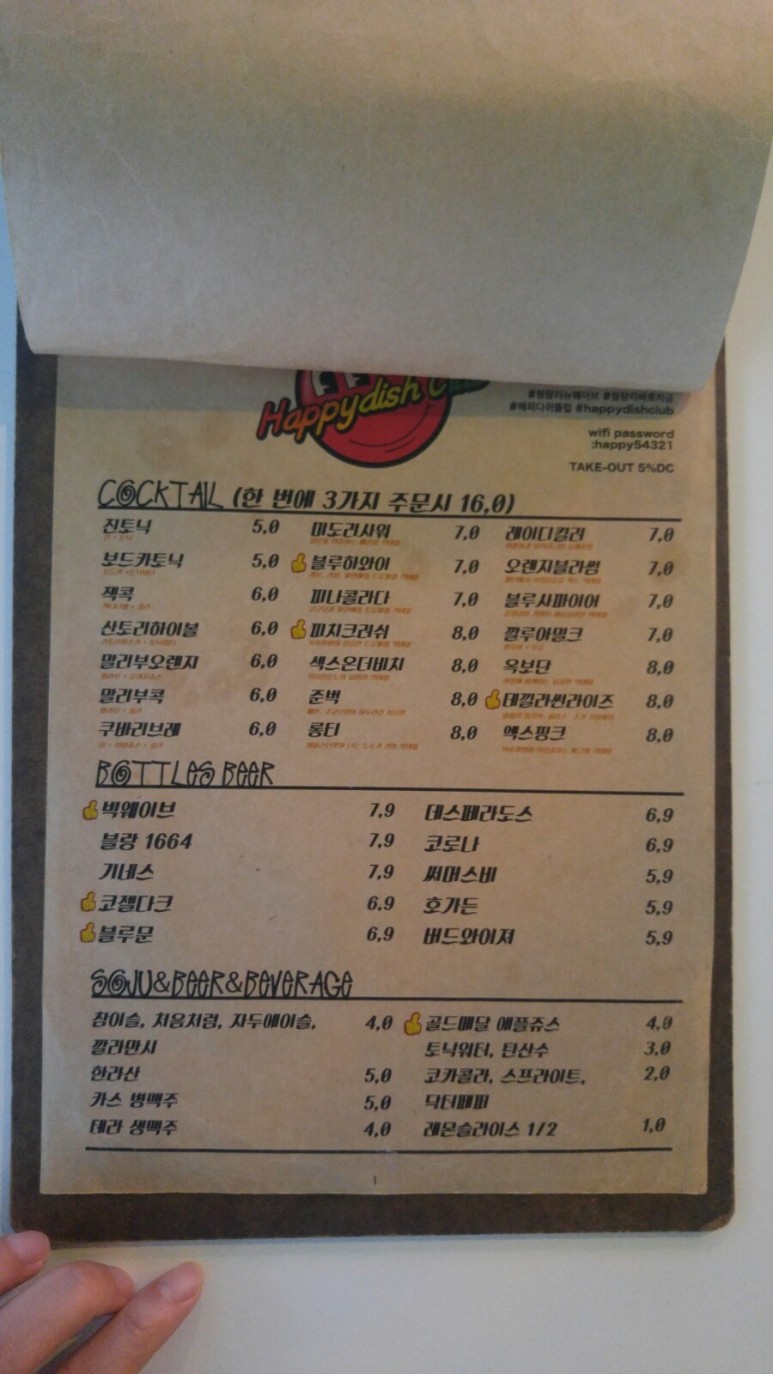 Happydish Club
#해피디쉬클럽 #happydishclub
wifi password
:happy54321
TAKE-OUT 5%DC
COCKTAIL (한 번에 3가지 주문시 16,0)
진토닉 5,0 미도리사워 7,0 레이디킬러 7,0
보드카토닉 5,0 블루하와이 7,0 오렌지블라썸 7,0
잭콕 6,0 피나콜라다 7,0 블루사파이어 7,0
산토리하이볼 6,0 피치크러쉬 8,0 깔루아밀크 7,0
말리부오렌지 6,0 섹스온더비치 8,0 옥보단 8,0
말리부콕 6,0 준벅 8,0 데낄라썬라이즈 8,0
쿠바리브레 6,0 롱티 8,0 엑스핑크 8,0
BOTTLES BEER
빅웨이브 7,9 데스페라도스 6,9
블랑 1664 7,9 코로나 6,9
기네스 7,9 써머스비 5,9
코젤다크 6.9 호가든 5,9
블루문 6,9 버드와이져 5,9
SOJU&BEER&BEVERAGE
참이슬, 처음처럼, 자두에이슬, 4,0 골드메달 애플쥬스 4,0
깔라만시 토닉워터, 탄산수 3,0
한라산 5,0 코카콜라, 스프라이트, 2,0
카스 병맥주 5,0 닥터페퍼
테라 생맥주 4,0 레몬슬라이스 1/2 1,0
1